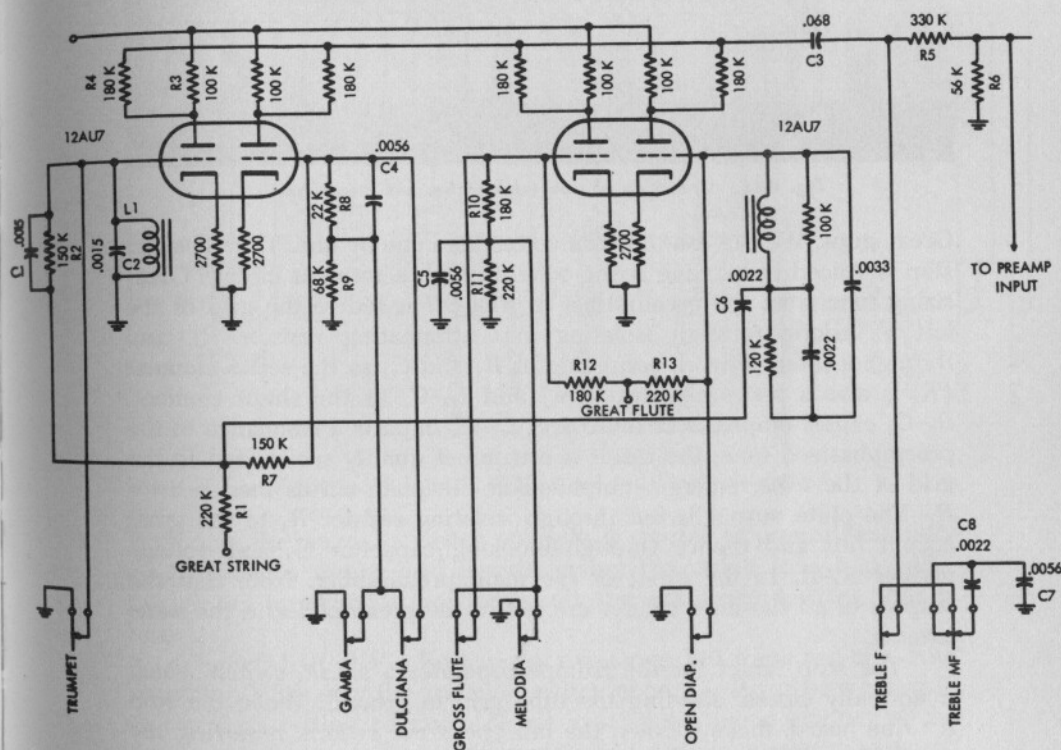 .068
C3
330 K
R5
R4
180 K
R3
100 K
100 K
180 K
180 K
100 K
100 K
180 K
56 K
R6
12AU7
12AU7
.0056
C4
.0015
C2
L1
150 K
R2
C1
2700
2700
22 K
R8
68 K
R9
R10
180 K
R11
220 K
C5
.0056
2700
100 K
.0033
.0022
C6
120 K
.0022
TO PREAMP
INPUT
R12
180 K
R13
220 K
GREAT FLUTE
150 K
R7
220 K
R1
GREAT STRING
C8
.0022
.0056
C7
TRUMPET
GAMBA
DULCIANA
GROSS FLUTE
MELODIA
OPEN DIAP
TREBLE F
TREBLE MF